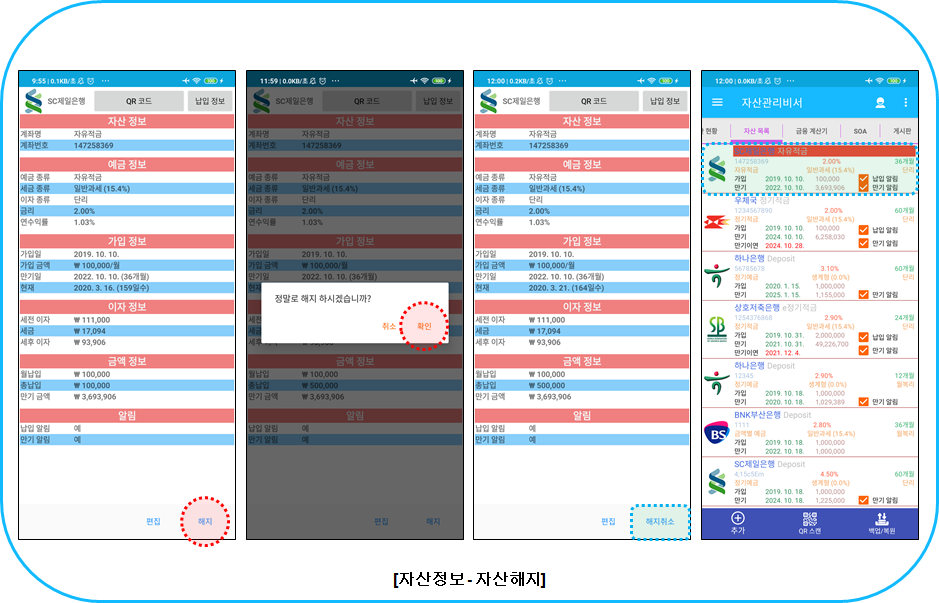 9:55 | 0.1KB/초
SC제일은행 QR 코드 납입 정보
자산 정보
계좌명 자유적금
계좌번호 147258369
예금 정보
예금 종류 자유적금
세금 종류 일반과세 (15.4%)
이자 종류 단리
금리 2.00%
연수익률 1.03%
가입 정보
가입일 2019. 10. 10.
가입 금액 ₩ 100,000/월
만기일 2022. 10. 10. (36개월)
현재 2020. 3. 16. (159일수)
이자 정보
세전 이자 ₩ 111,000
세금 ₩ 17,094
세후 이자 ₩ 93,906
금액 정보
월납입 ₩ 100,000
총납입 ₩ 100,000
만기 금액 ₩ 3,693,906
알림
납입 알림 예
만기 알림 예
편집 해지
11:59 | 0.0KB/초
SC제일은행 QR 코드 납입 정보
자산 정보
계좌명 자유적금
계좌번호 147258369
예금 정보
예금 종류 자유적금
세금 종류 일반과세 (15.4%)
이자 종류 단리
금리 2.00%
연수익률 1.03%
가입 정보
가입일 2019. 10. 10.
가입 금액 ₩ 100,000/월
만기일 2022. 10. 10. (36개월)
현재
정말로 해지 하시겠습니까?
취소 확인
금액 정보
월납입 ₩ 100,000
총납입 ₩ 500,000
만기 금액 ₩ 3,693,906
알림
납입 알림 예
만기 알림 예
편집 해지
12:00 | 0.2KB/초
SC제일은행 QR 코드 납입 정보
자산 정보
계좌명 자유적금
계좌번호 147258369
예금 정보
예금 종류 자유적금
세금 종류 일반과세 (15.4%)
이자 종류 단리
금리 2.00%
연수익률 1.03%
가입 정보
가입일 2019. 10. 10.
가입 금액 ₩ 100,000/월
만기일 2022. 10. 10. (36개월)
현재 2020. 3. 21. (164일수)
이자 정보
세전 이자 ₩ 111,000
세금 ₩ 17,094
세후 이자 ₩ 93,906
금액 정보
월납입 ₩ 100,000
총납입 ₩ 500,000
만기 금액 ₩ 3,693,906
알림
납입 알림 예
만기 알림 예
편집 해지취소
12:00 | 0.0KB/초
자산관리비서
현황 자산 목록 금융 계산기 SOA 게시판
자유적금
147258369 2.00% 36개월
일반과세 (15.4%) 단리
가입 2019. 10. 10. 100,000 납입 알림
만기 2022. 10. 10. 3,693,906 만기 알림
우체국 정기적금
1234567890 2.00% 60개월
정기적금 일반과세 (15.4%) 단리
가입 2019. 10. 10. 100,000 납입 알림
만기 2024. 10. 10. 6,258,030
만기이연 2024. 10. 28. 만기 알림
하나은행 Deposit
56785678 3.10% 60개월
정기예금 생계형 (0.0%) 단리
가입 2020. 1. 15. 1,000,000
만기 2025. 1. 15. 1,155,000 만기 알림
상호저축은행 e정기적금
1254376868 2.90% 24개월
정기적금 일반과세 (15.4%) 단리
가입 2019. 10. 31. 2,000,000 납입 알림
만기 2021. 10. 31. 49,226,700
만기이연 2021. 12. 4. 만기 알림
하나은행 Deposit
12345 2.90% 12개월
정기예금 생계형 (0.0%) 월복리
가입 2019. 10. 18. 1,000,000
만기 2020. 10. 18. 1,029,389 만기 알림
BNK부산은행 Deposit
1111 2.80% 36개월
금액별 예금 일반과세 (15.4%) 월복리
가입 2019. 10. 18. 1,000,000
만기 2022. 10. 18. 1,000,000
SC제일은행 Deposit
4.50% 60개월
정기예금 생계형 (0.0%) 단리
가입 2019. 10. 18. 1,000,000
만기 2024. 10. 18. 1,225,000 만기 알림
추가 QR 스캔 백업/복원
[자산정보 - 자산해지]